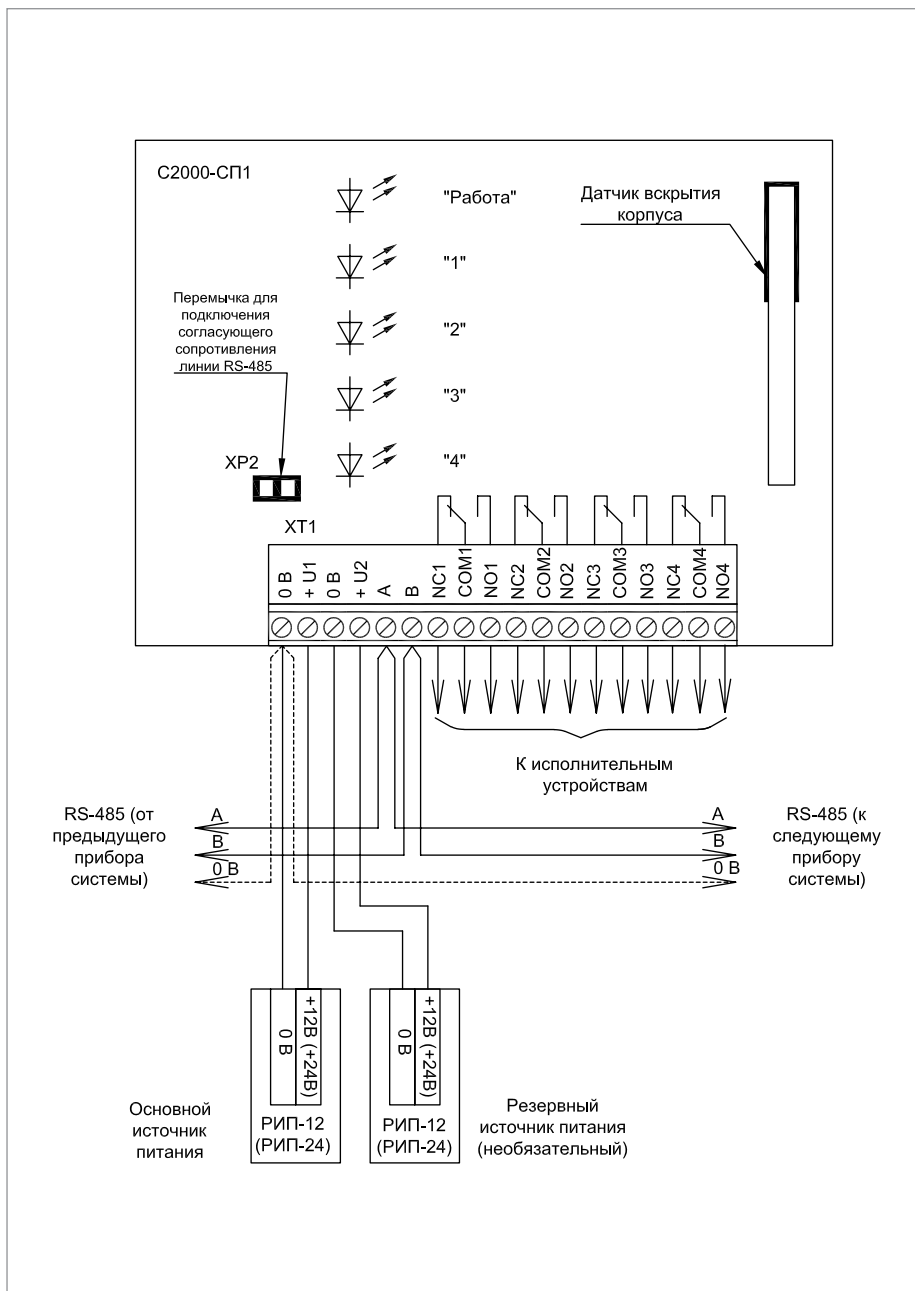 С2000-СП1
"Работа"
Датчик вскрытия
корпуса
"1"
Перемычка для
подключения
согласующего
сопротивления
линии RS-485
"2"
"3"
"4"
XP2
XT1
0 В
+ U1
0 В
+ U2
A
B
NC1
COM1
NO1
NC2
COM2
NO2
NC3
COM3
NO3
NC4
COM4
NO4
К исполнительным
устройствам
RS-485 (от
предыдущего
прибора
системы)
A
B
0 В
A
B
0 В
RS-485 (к
следующему
прибору
системы)
0 В
+12В (+24В)
РИП-12
(РИП-24)
0 В
+12В (+24В)
РИП-12
(РИП-24)
Основной
источник
питания
Резервный
источник питания
(необязательный)